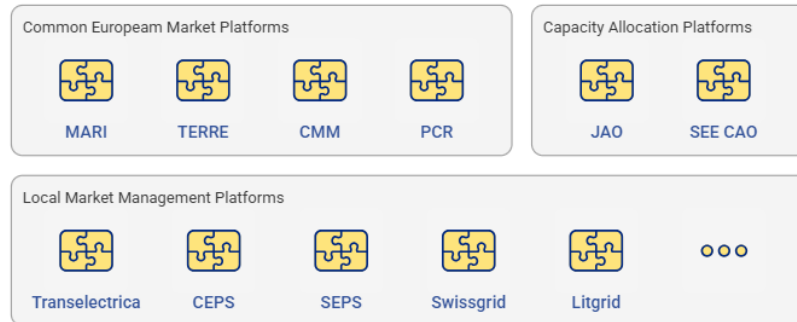 Common Europeam Market Platforms
Capacity Allocation Platforms
MARI TERRE CMM PCR
JAO SEE CAO
Local Market Management Platforms
Transelectrica CEPS SEPS Swissgrid Litgrid